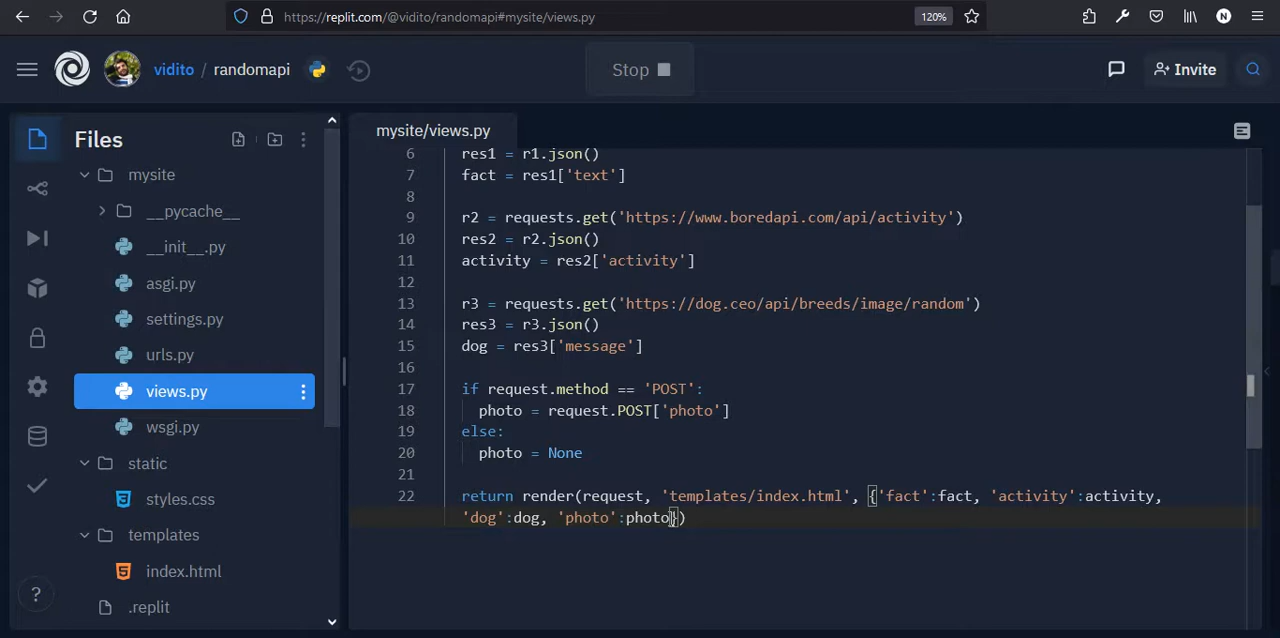 https://replit.com/@vidito/randomapi#mysite/views.py
120%
N
vidito / randomapi
Stop
Invite
Files
mysite
__pycache__
__init__.py
asgi.py
settings.py
urls.py
views.py
wsgi.py
static
styles.css
templates
index.html
.replit
?
mysite/views.py
6 res1 = r1.json()
7 fact = res1['text']
8
9 r2 = requests.get('https://www.boredapi.com/api/activity')
10 res2 = r2.json()
11 activity = res2['activity']
12
13 r3 = requests.get('https://dog.ceo/api/breeds/image/random')
14 res3 = r3.json()
15 dog = res3['message']
16
17 if request.method == 'POST':
18 photo = request.POST['photo']
19 else:
20 photo = None
21
22 return render(request, 'templates/index.html', {'fact':fact, 'activity':activity,
'dog':dog, 'photo':photo})